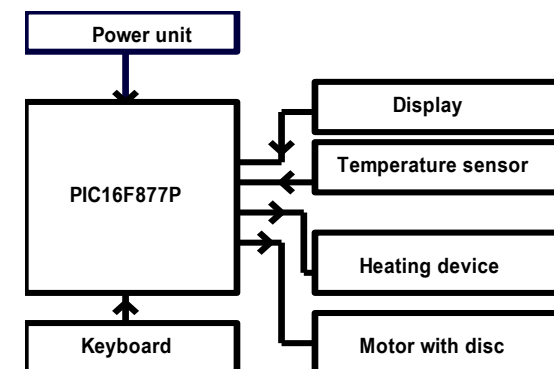 Power unit
Display
Temperature sensor
PIC16F877P
Heating device
Keyboard
Motor with disc